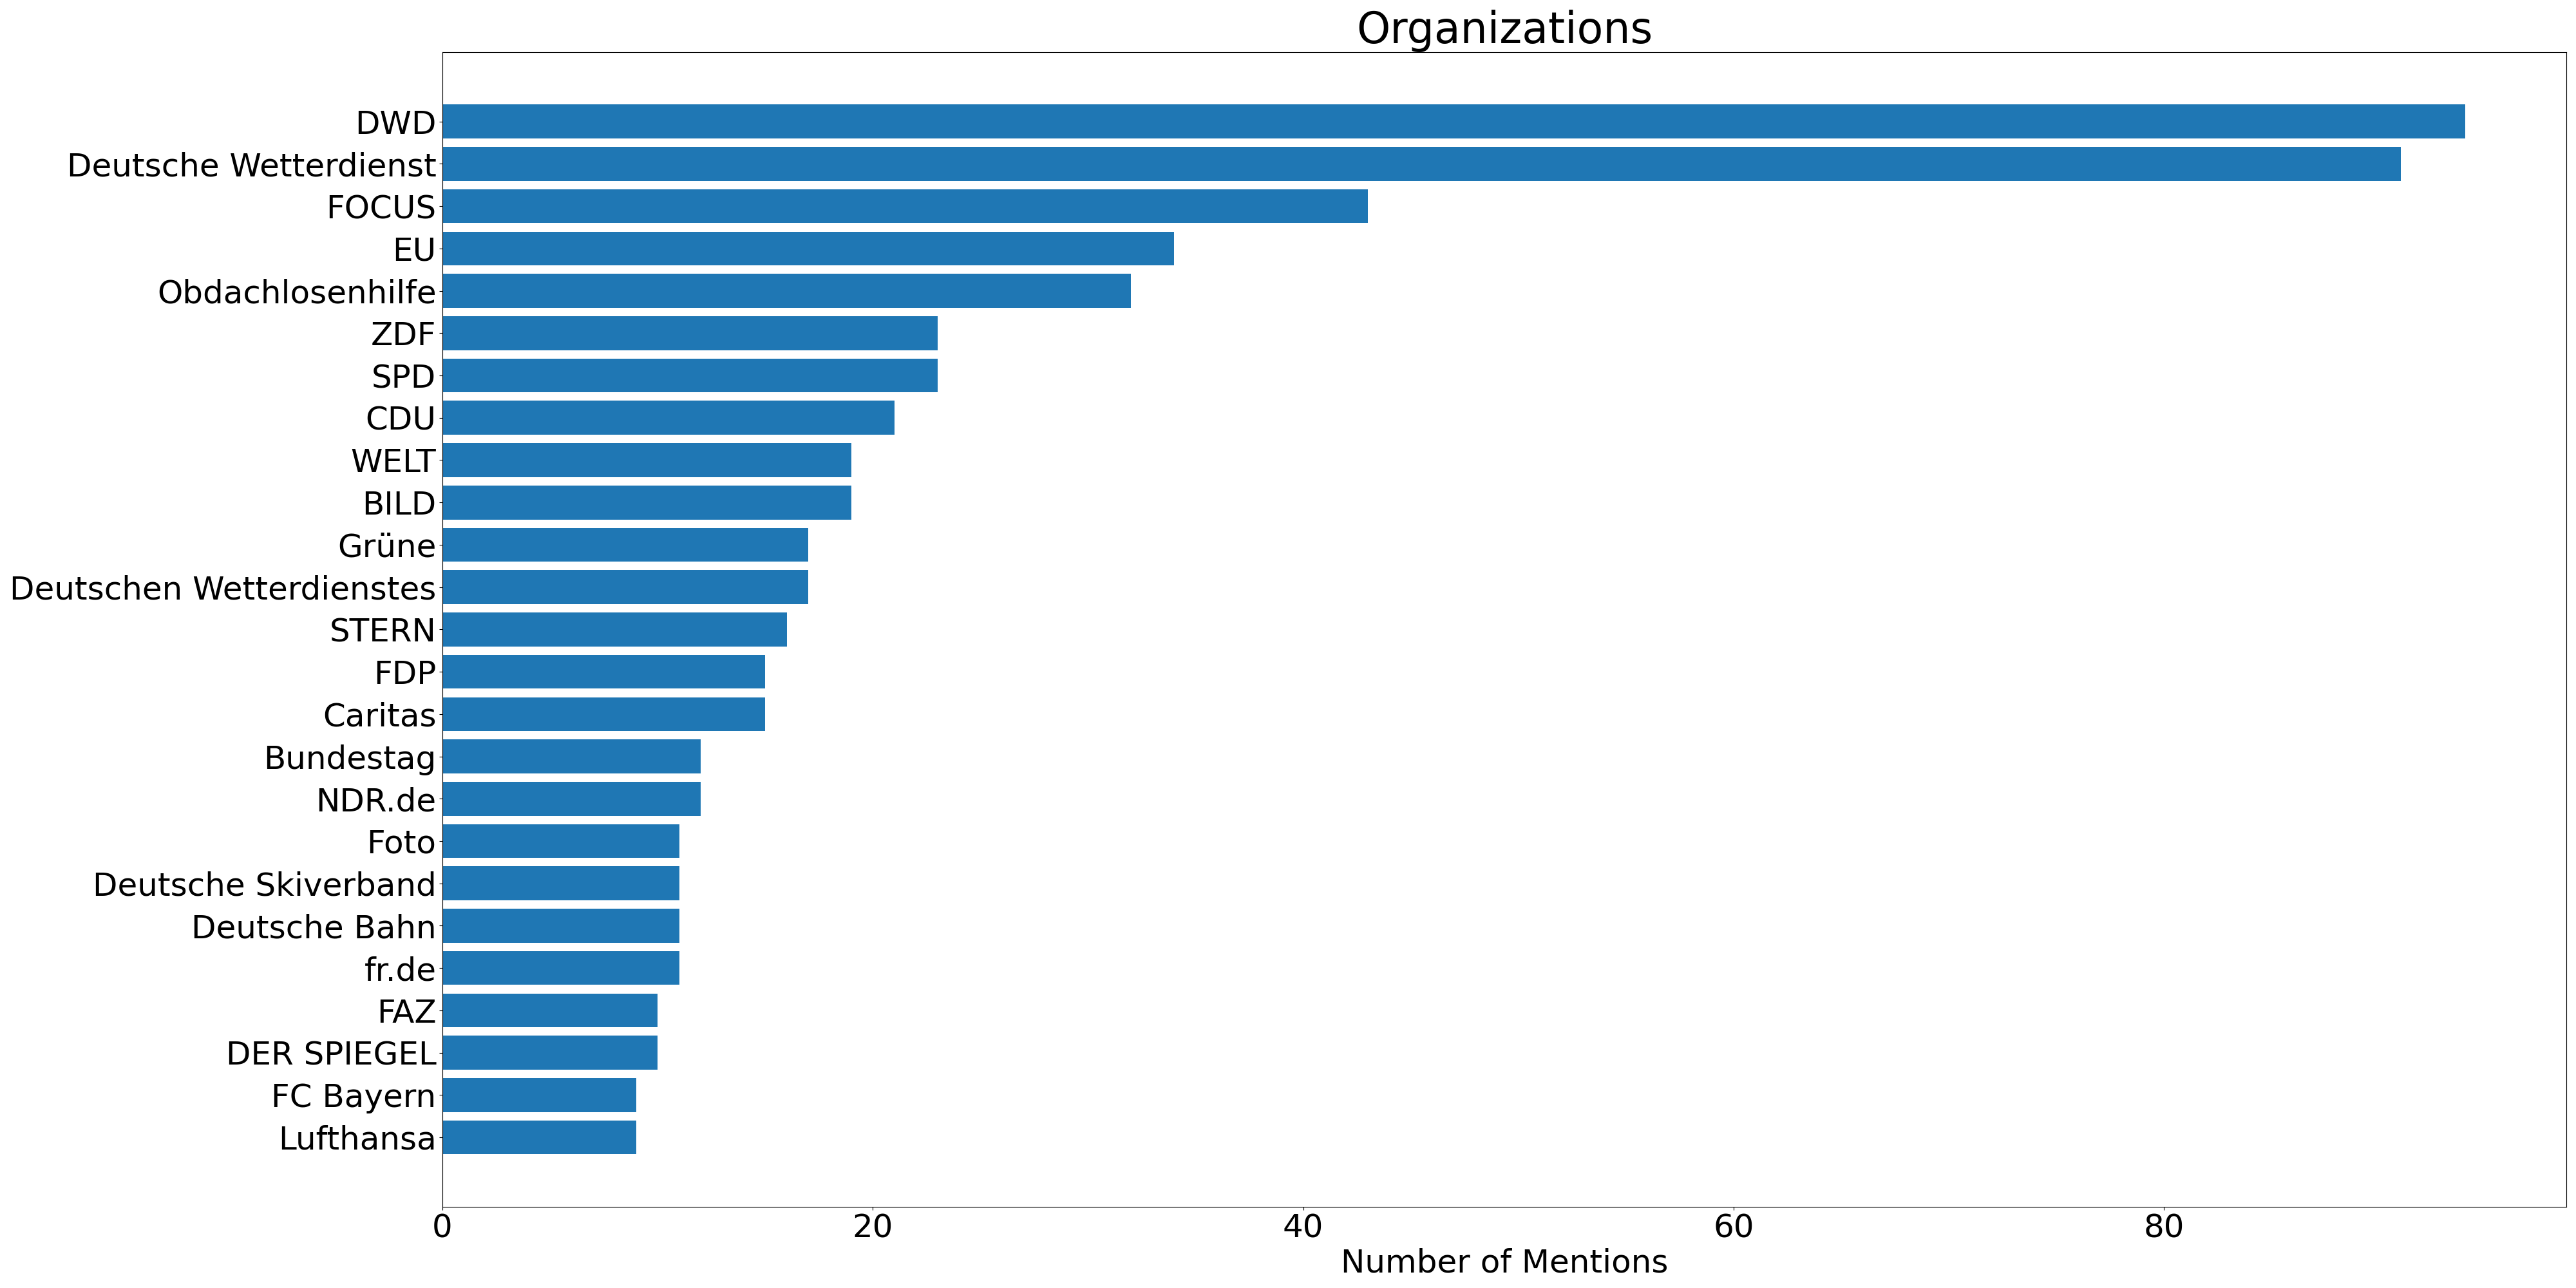 Organizations
DWD
Deutsche Wetterdienst
FOCUS
EU
Obdachlosenhilfe
ZDF
SPD
CDU
WELT
BILD
Grüne
Deutschen Wetterdienstes
STERN
FDP
Caritas
Bundestag
NDR.de
Foto
Deutsche Skiverband
Deutsche Bahn
fr.de
FAZ
DER SPIEGEL
FC Bayern
Lufthansa
0 20 40 60 80
Number of Mentions